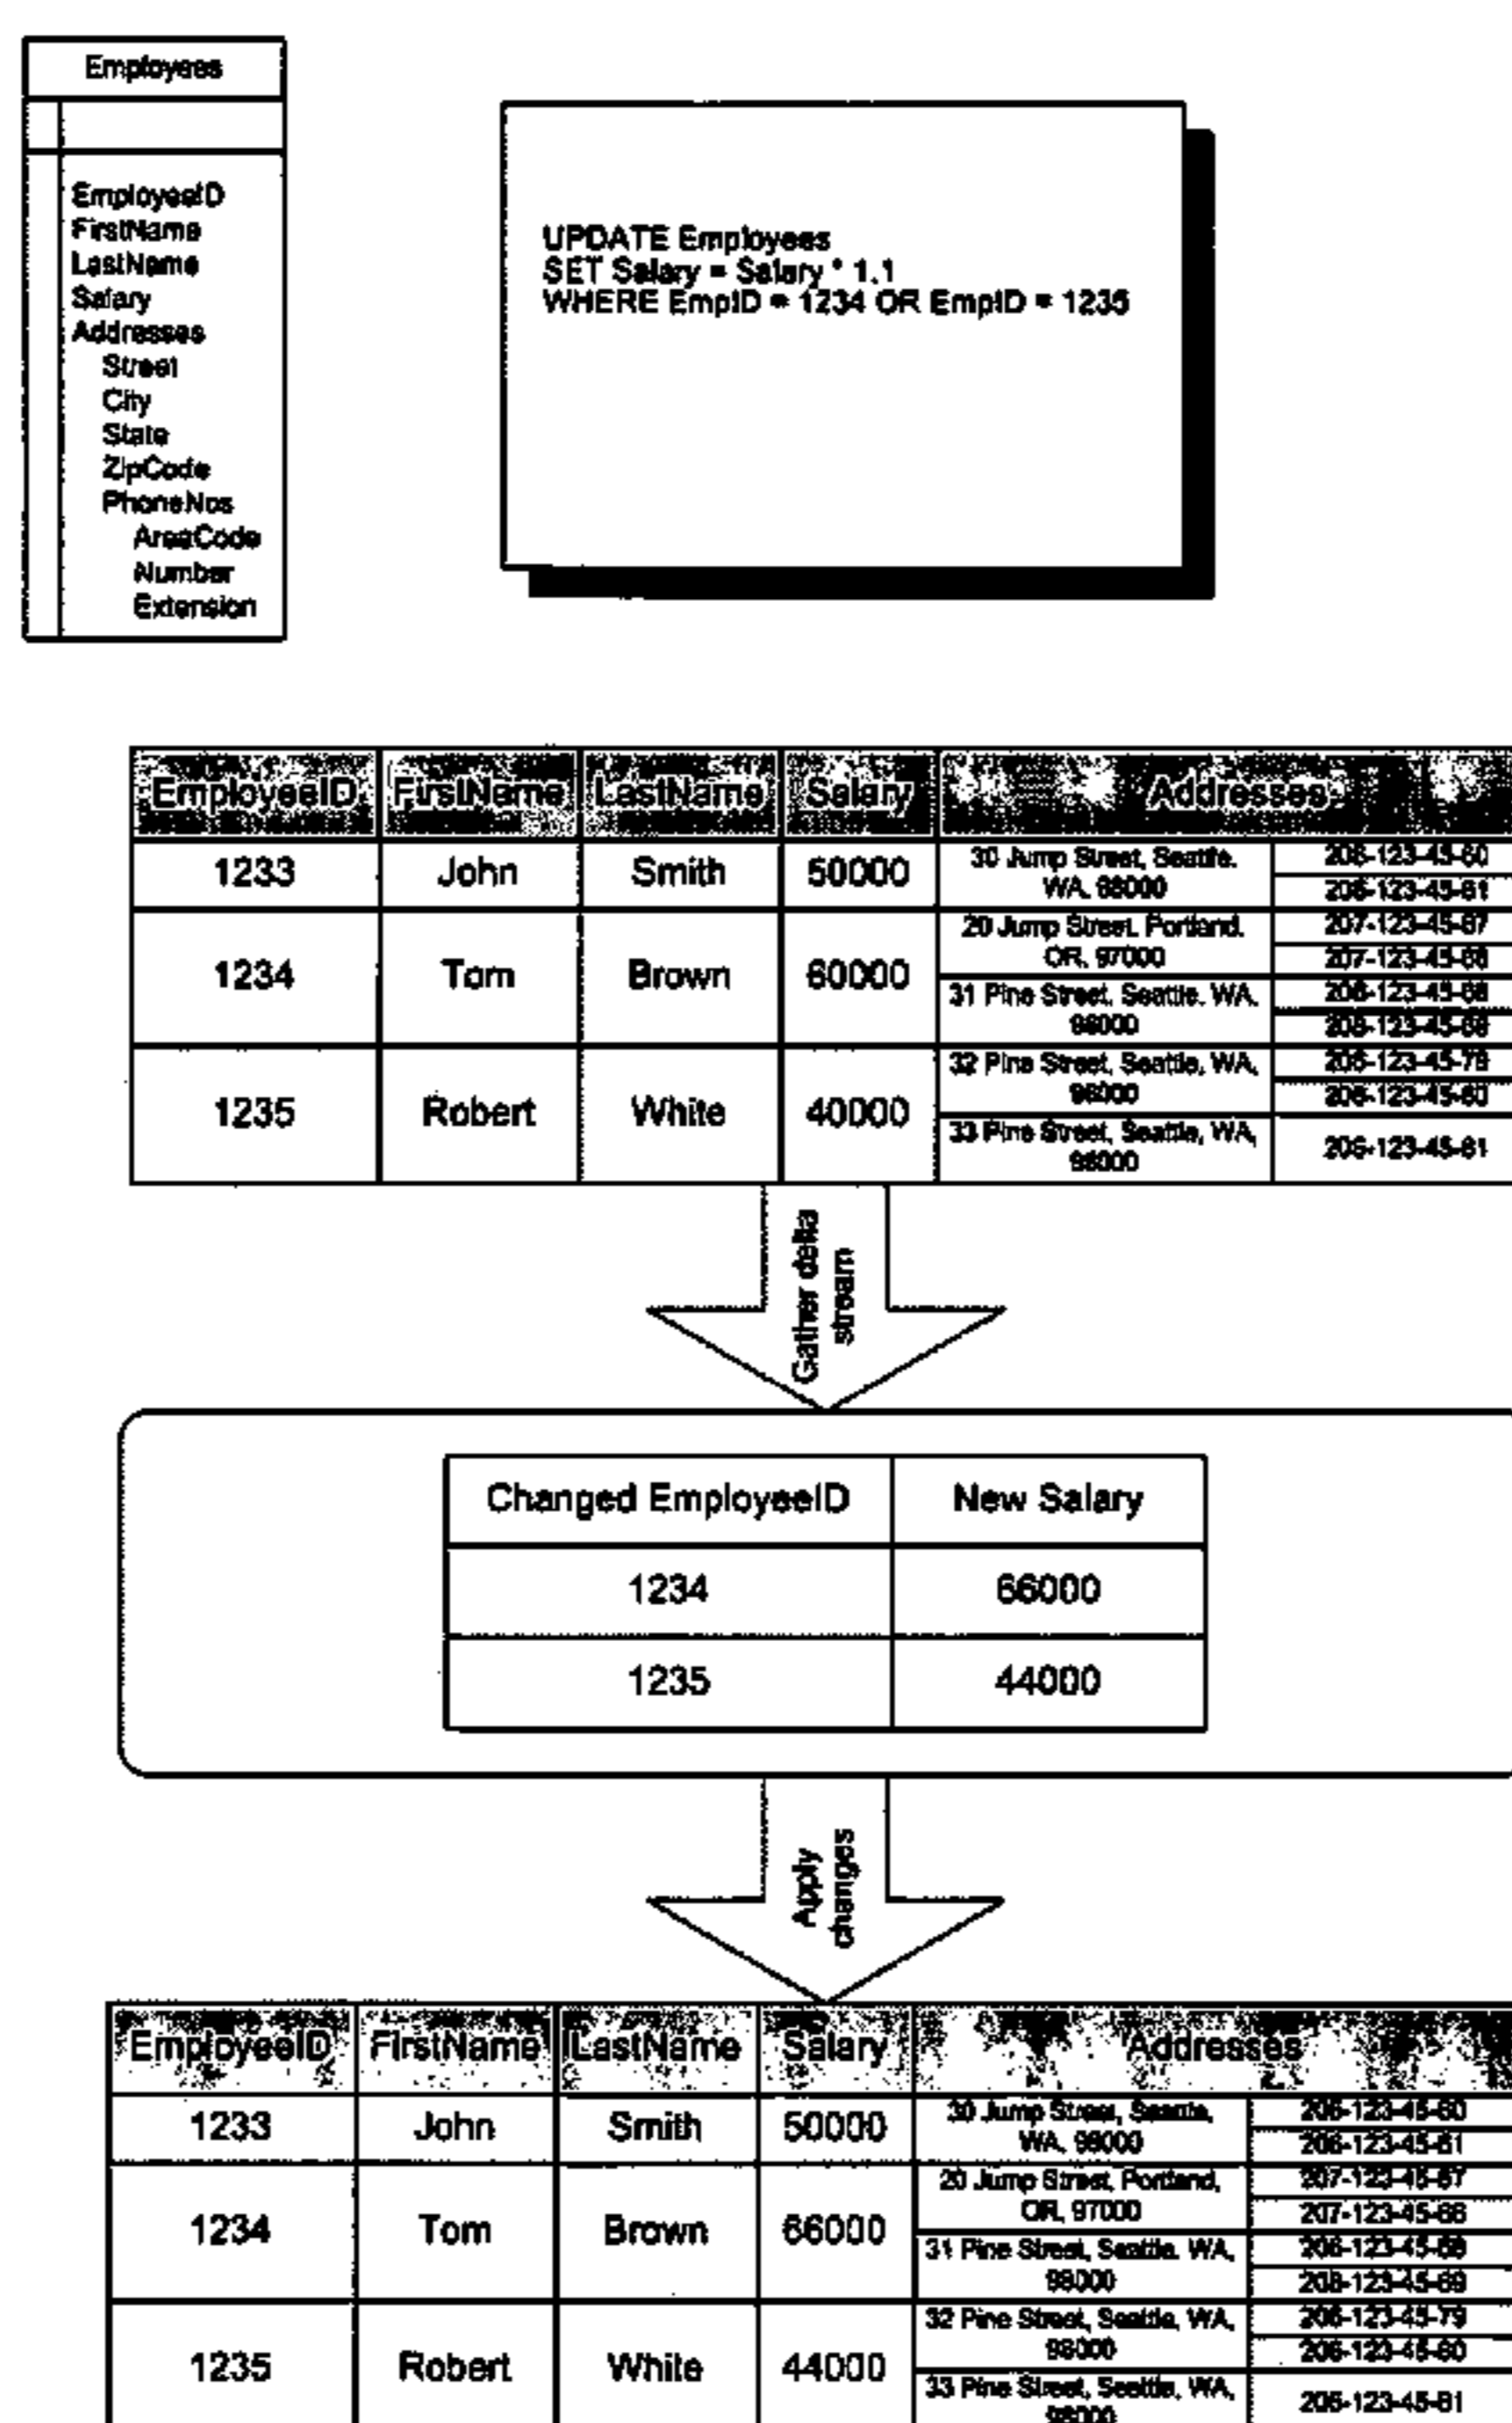 Employees
EmployeeID
FirstName
LastName
Salary
Addresses
Street
City
State
ZipCode
PhoneNos
AreaCode
Number
Extension
UPDATE Employees
SET Salary = Salary * 1.1
WHERE EmpID = 1234 OR EmpID = 1235
EmployeeID FirstName LastName Salary Addresses
1233 John Smith 50000
30 Jump Street, Seattle,
WA,
1234 Tom Brown 60000
20 Jump Street, Portland,
OR, 97000
207-123-45-67
31 Pine Street, Seattle, WA,
1235 Robert White 40000
32 Pine Street, Seattle, WA,
33 Pine Street, Seattle, WA,
Gather delta
stream
Changed EmployeeID New Salary
1234 66000
1235 44000
Apply
changes
EmployeeID FirstName LastName Salary Addresses
1233 John Smith 50000
30 Jump Street, Seattle,
WA, 98000
1234 Tom Brown 66000
20 Jump Street, Portland,
OR, 97000
207-123-45-67
31 Pine Street, Seattle, WA,
98000
1235 Robert White 44000
32 Pine Street, Seattle, WA,
98000
206-123-45-79
33 Pine Street, Seattle, WA,